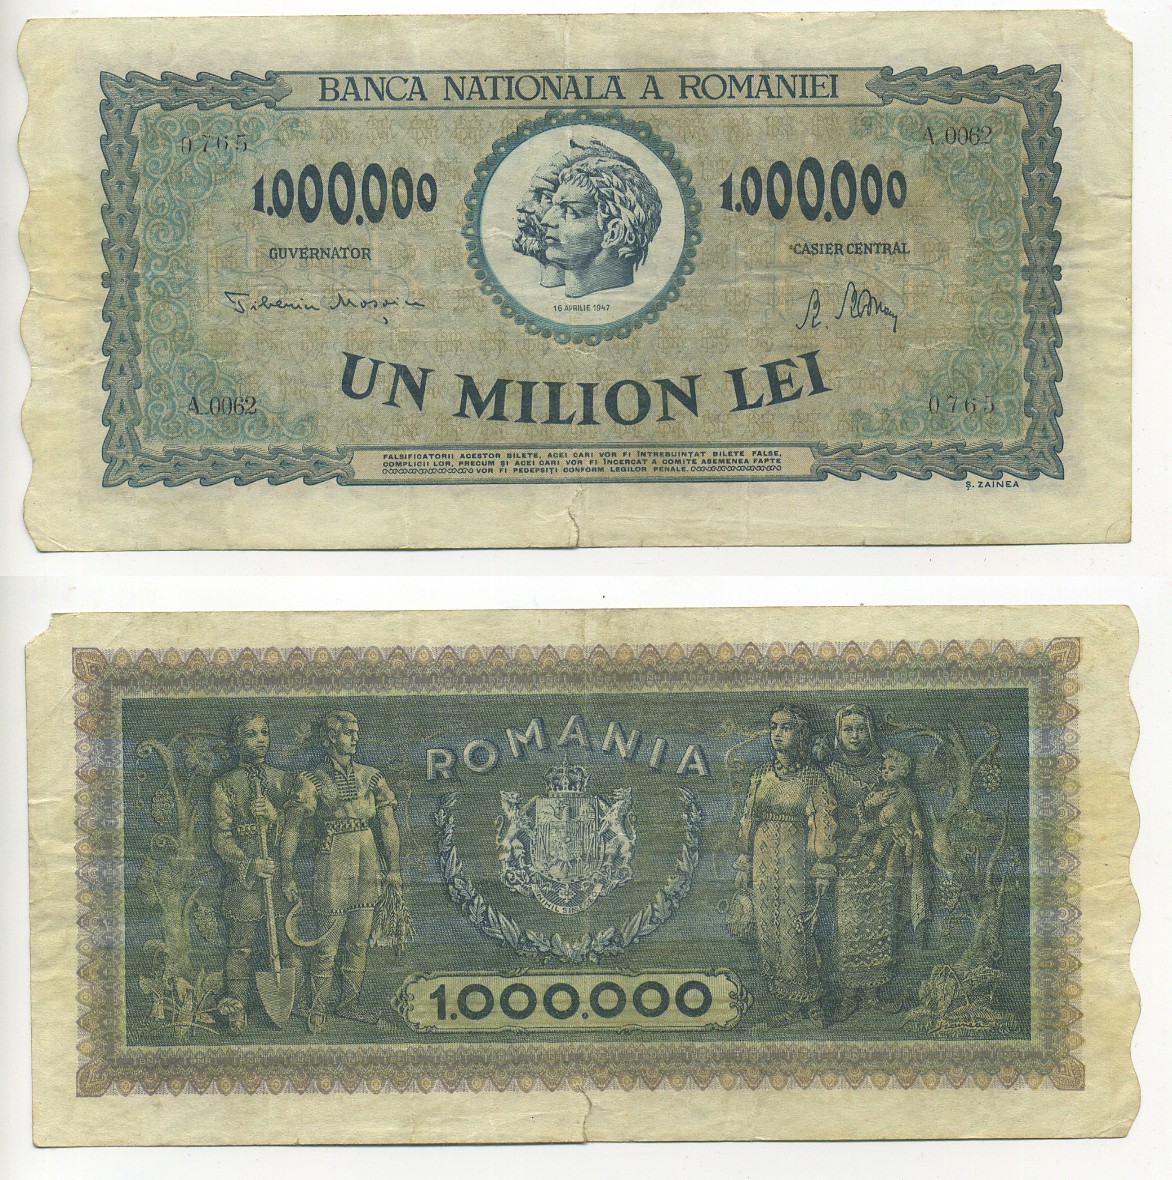 BANCA NATIONALA A ROMANIEI
0765
A.0062
1.000.000
1.000.000
GUVERNATOR
CASIER CENTRAL
16 APRILIE 1947
UN MILION LEI
A.0062
0765
FALSIFICATORII ACESTOR BILETE, ACEI CARI VOR FI ÎNTREBUINȚAT BILETE FALSE,
COMPLICII LOR, PRECUM ȘI ACEI CARI VOR FI ÎNCERCAT A COMITE ASEMENEA FAPTE
VOR FI PEDEPSIȚI CONFORM LEGILOR PENALE.
Ș. ZAINEA
ROMANIA
NIHIL SINE
1.000.000